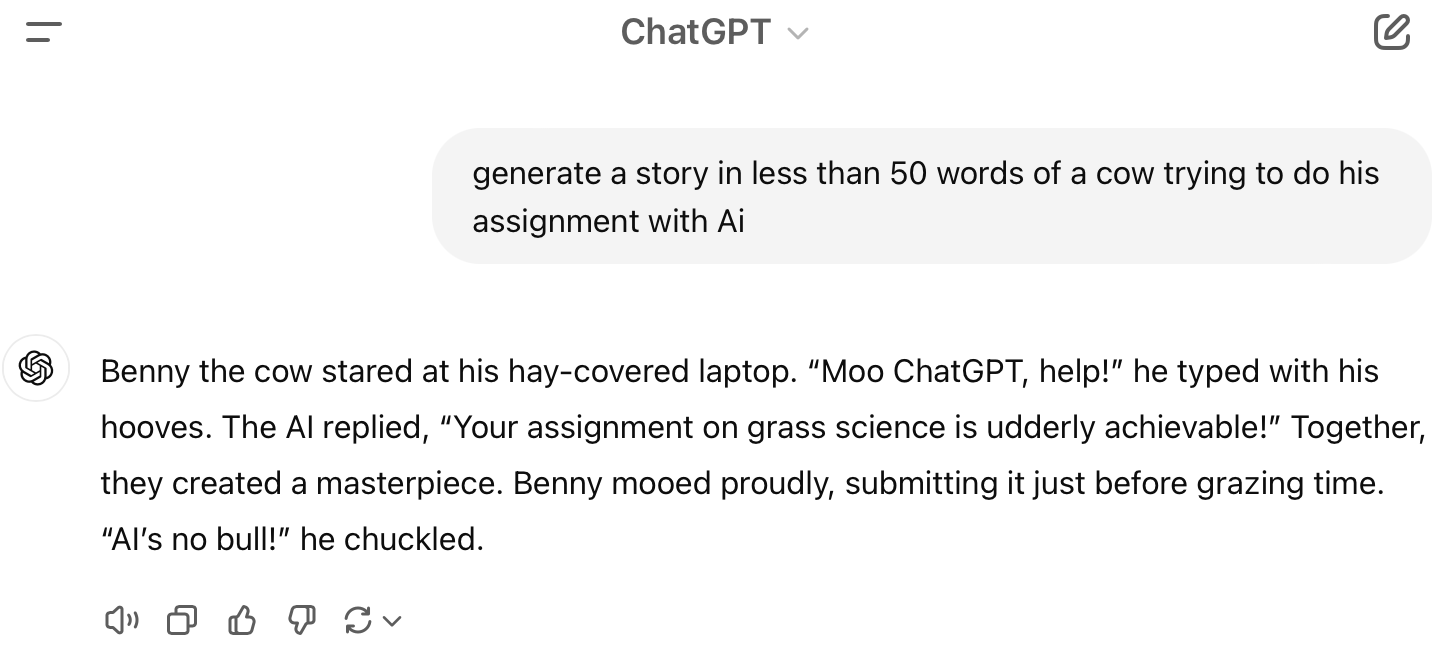 ChatGPT
generate a story in less than 50 words of a cow trying to do his
assignment with Ai
Benny the cow stared at his hay-covered laptop. “Moo ChatGPT, help!” he typed with his
hooves. The AI replied, “Your assignment on grass science is udderly achievable!” Together,
they created a masterpiece. Benny mooed proudly, submitting it just before grazing time.
“AI’s no bull!” he chuckled.